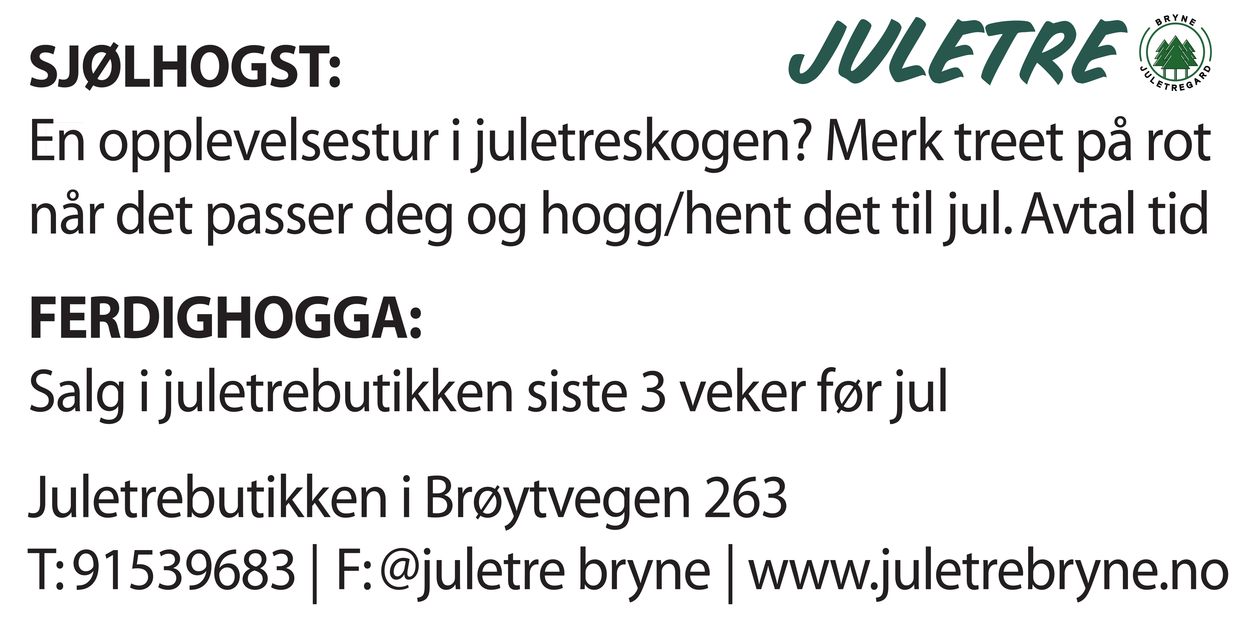 JULETRE
BRYNE
JULETREGARD
SJØLHOGST:
En opplevelsestur i juletreskogen? Merk treet på rot
når det passer deg og hogg/hent det til jul. Avtal tid
FERDIGHOGGA:
Salg i juletrebutikken siste 3 veker før jul
Juletrebutikken i Brøytvegen 263
T: 91539683 | F: @juletre bryne | www.juletrebryne.no